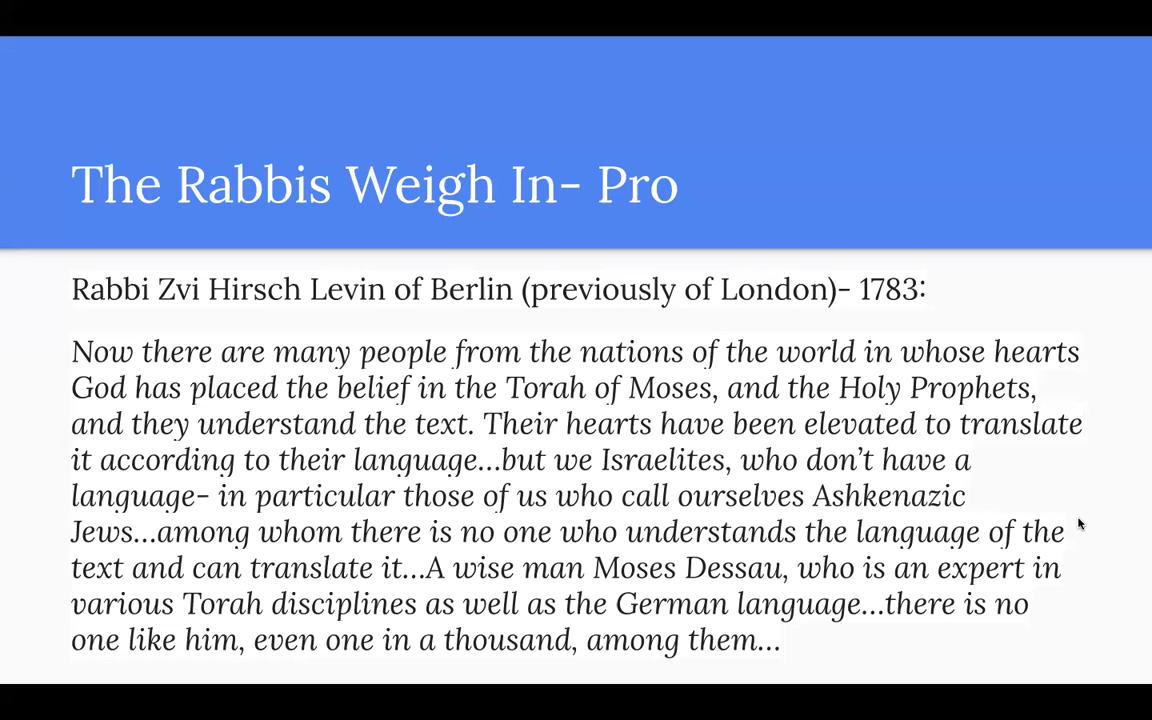 The Rabbis Weigh In- Pro
Rabbi Zvi Hirsch Levin of Berlin (previously of London)- 1783:
Now there are many people from the nations of the world in whose hearts
God has placed the belief in the Torah of Moses, and the Holy Prophets,
and they understand the text. Their hearts have been elevated to translate
it according to their language...but we Israelites, who don't have a
language- in particular those of us who call ourselves Ashkenazic
Jews...among whom there is no one who understands the language of the
text and can translate it...A wise man Moses Dessau, who is an expert in
various Torah disciplines as well as the German language...there is no
one like him, even one in a thousand, among them...